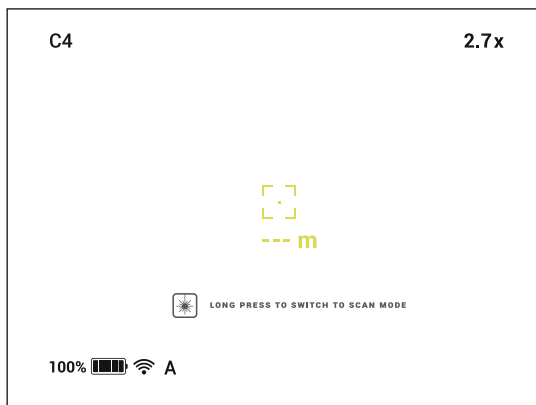 C4 2.7x
--- m
LONG PRESS TO SWITCH TO SCAN MODE
100% A